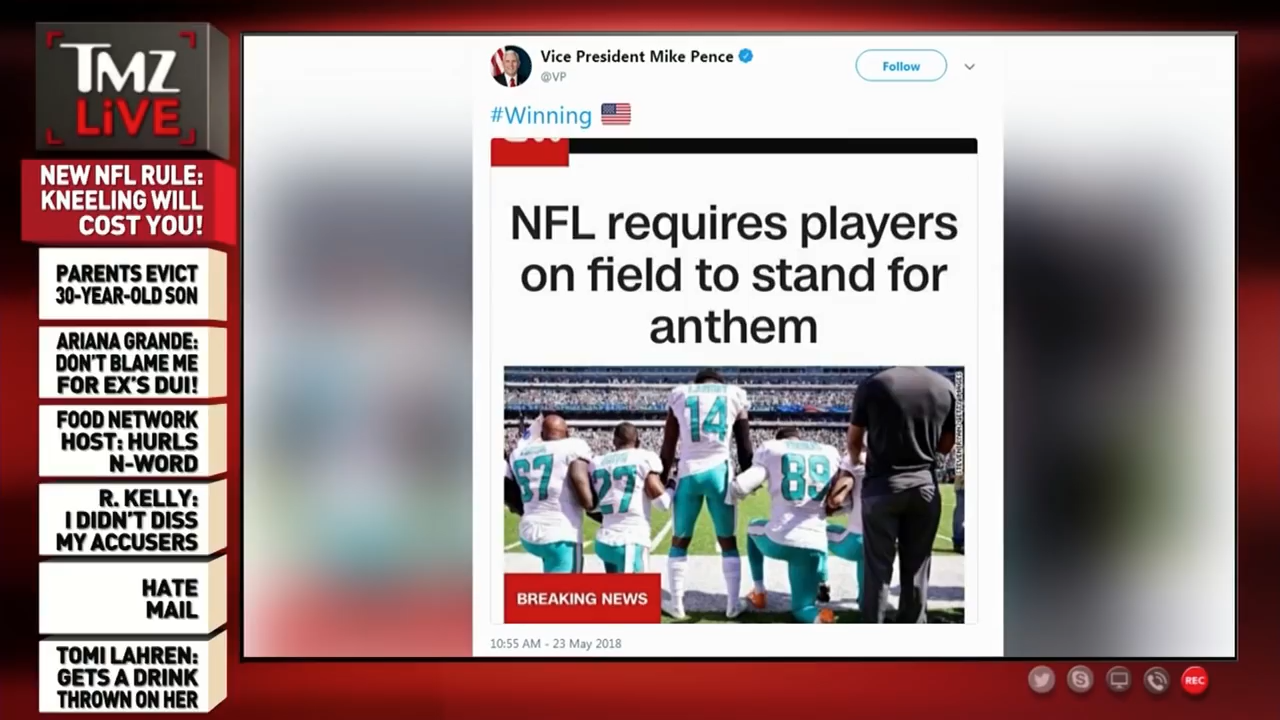 TMZ
LiVE
NEW NFL RULE:
KNEELING WILL
COST YOU!
PARENTS EVICT
30-YEAR-OLD SON
ARIANA GRANDE:
DON'T BLAME ME
FOR EX'S DUI!
FOOD NETWORK
HOST: HURLS
N-WORD
R. KELLY:
I DIDN'T DISS
MY ACCUSERS
HATE
MAIL
TOMI LAHREN:
GETS A DRINK
THROWN ON HER
Vice President Mike Pence
@VP
Follow
#Winning
NFL requires players
on field to stand for
anthem
14
67
27
89
BREAKING NEWS
10:55 AM - 23 May 2018
REC